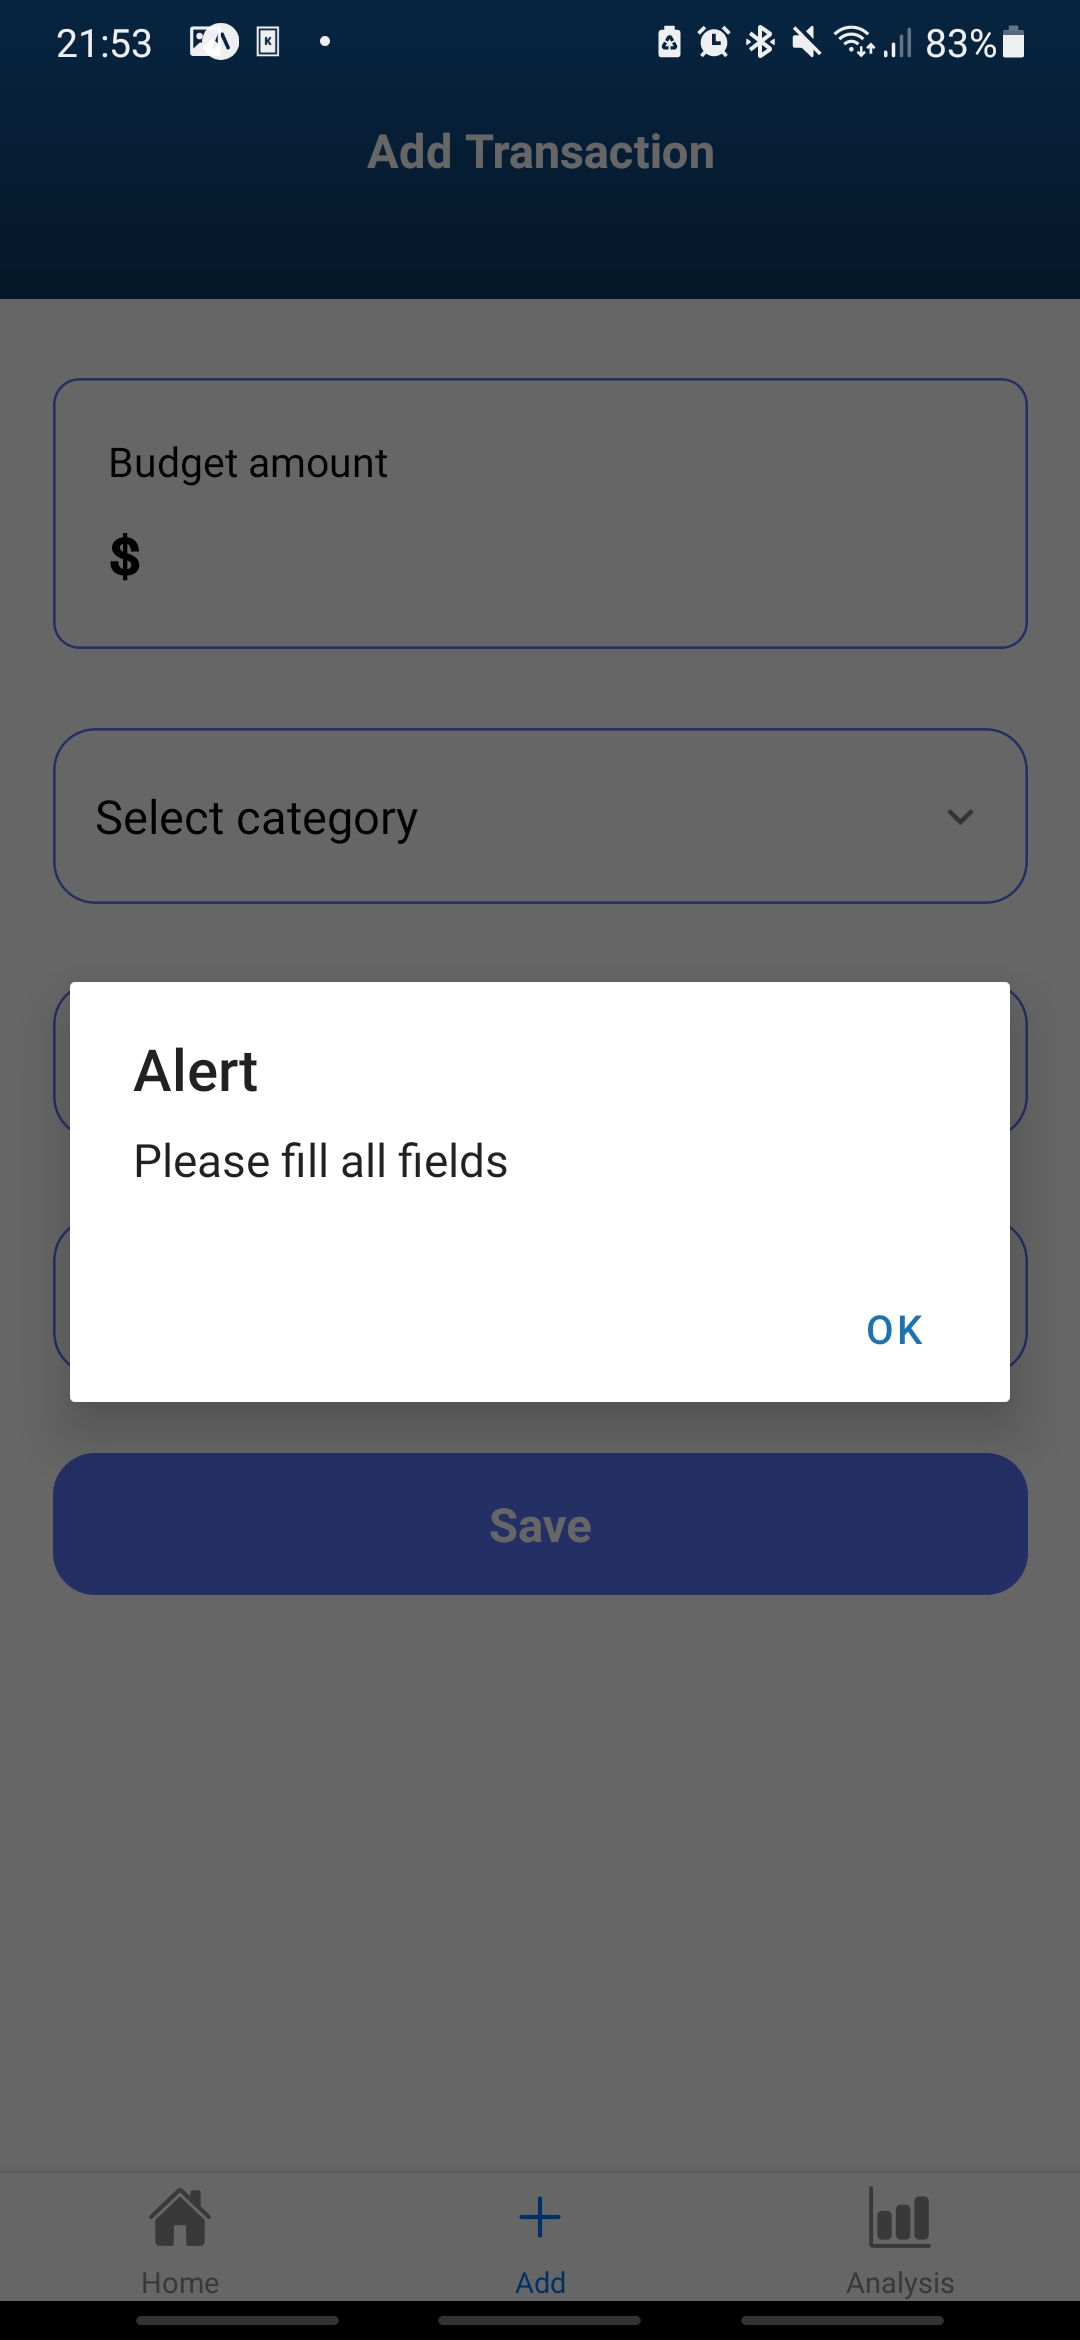 21:53
83%
Add Transaction
Budget amount
$
Select category
Alert
Please fill all fields
OK
Save
Home
Add
Analysis